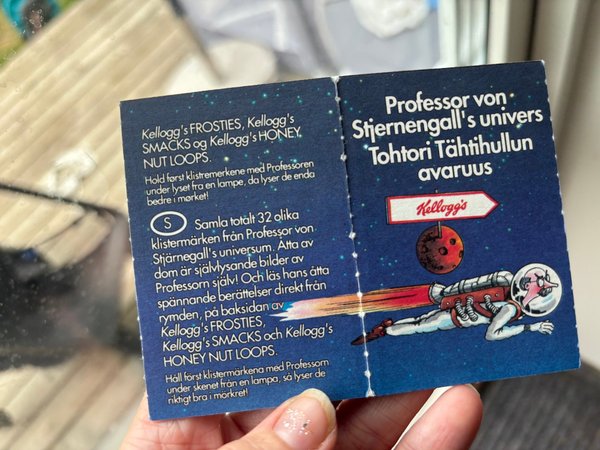 Kellogg's FROSTIES, Kellogg's
SMACKS og Kellogg's HONEY
NUT LOOPS.
Hold først klistremerkene med Professoren
under lyset fra en lampe, da lyser de enda
bedre i mørket!
S Samla totalt 32 olika
klistermärken från Professor von
Stjärnengall's universum. Åtta av
dom är självlysande bilder av
Professorn själv! Och läs hans åtta
spännande berättelser direkt från
rymden, på baksidan av
Kellogg's FROSTIES,
Kellogg's SMACKS och Kellogg's
HONEY NUT LOOPS.
Håll först klistermärkena med Professorn
under skenet från en lampa, så lyser de
riktigt bra i mörkret!
Professor von
Stjernengall's univers
Tohtori Tähtihullun
avaruus
Kellogg's